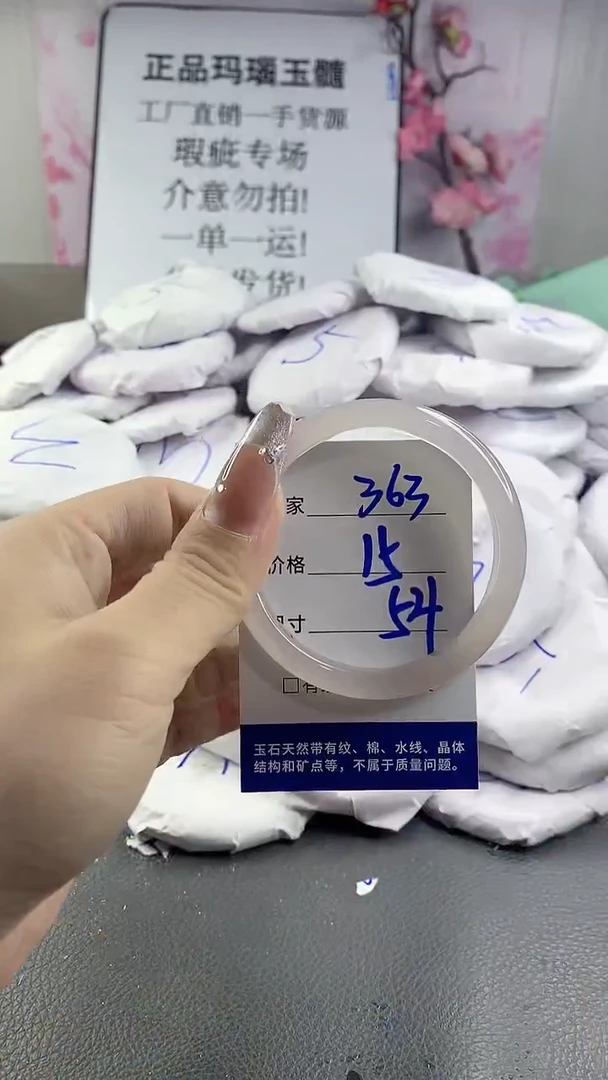 正品玛瑙玉髓
工厂直销一手货源
瑕疵专场
介意勿拍!
一单一运!
发货!
5
家 363
价格 15
寸 54
□有
玉石天然带有纹、棉、水线、晶体
结构和矿点等，不属于质量问题。